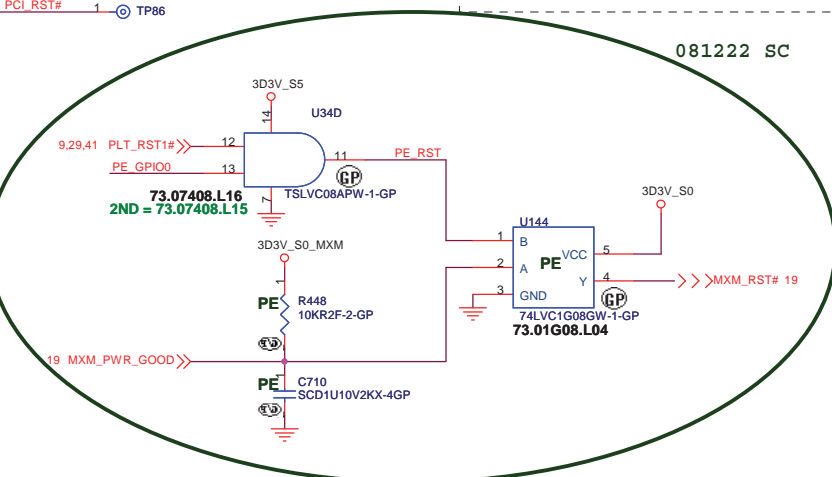 PCI_RST# 1 TP86
081222 SC
3D3V_S5
14
U34D
9,29,41 PLT_RST1# 12
11 PE_RST
PE_GPIO0 13
GP
7
TSLVC08APW-1-GP
73.07408.L16
2ND = 73.07408.L15
3D3V_S0
U144
1 B
VCC 5
2 A
PE
Y 4
MXM_RST# 19
3 GND
GP
74LVC1G08GW-1-GP
73.01G08.L04
3D3V_S0_MXM
1
PE R448
10KR2F-2-GP
19 MXM_PWR_GOOD
1
PE C710
SCD1U10V2KX-4GP